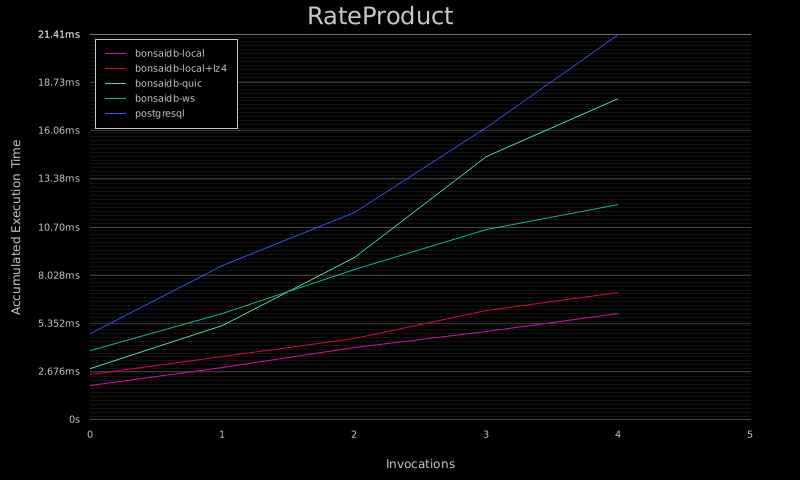 RateProduct
21.41ms
18.73ms
16.06ms
13.38ms
10.70ms
8.028ms
5.352ms
2.676ms
0s
Accumulated Execution Time
bonsaidb-local
bonsaidb-local+lz4
bonsaidb-quic
bonsaidb-ws
postgresql
0 1 2 3 4 5
Invocations